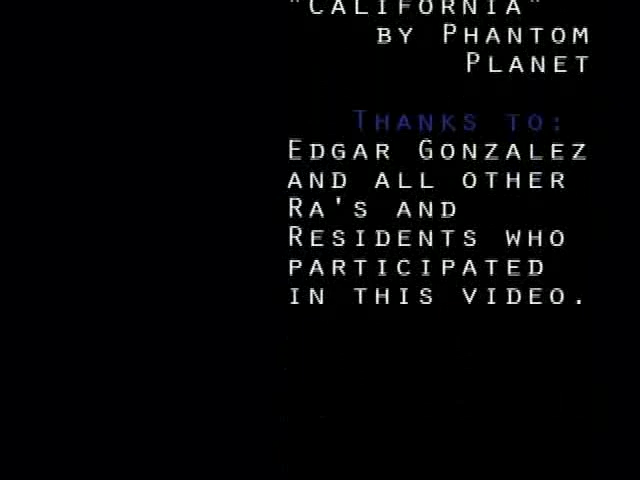 "CALIFORNIA"
BY PHANTOM
PLANET
THANKS TO:
EDGAR GONZALEZ
AND ALL OTHER
RA'S AND
RESIDENTS WHO
PARTICIPATED
IN THIS VIDEO.